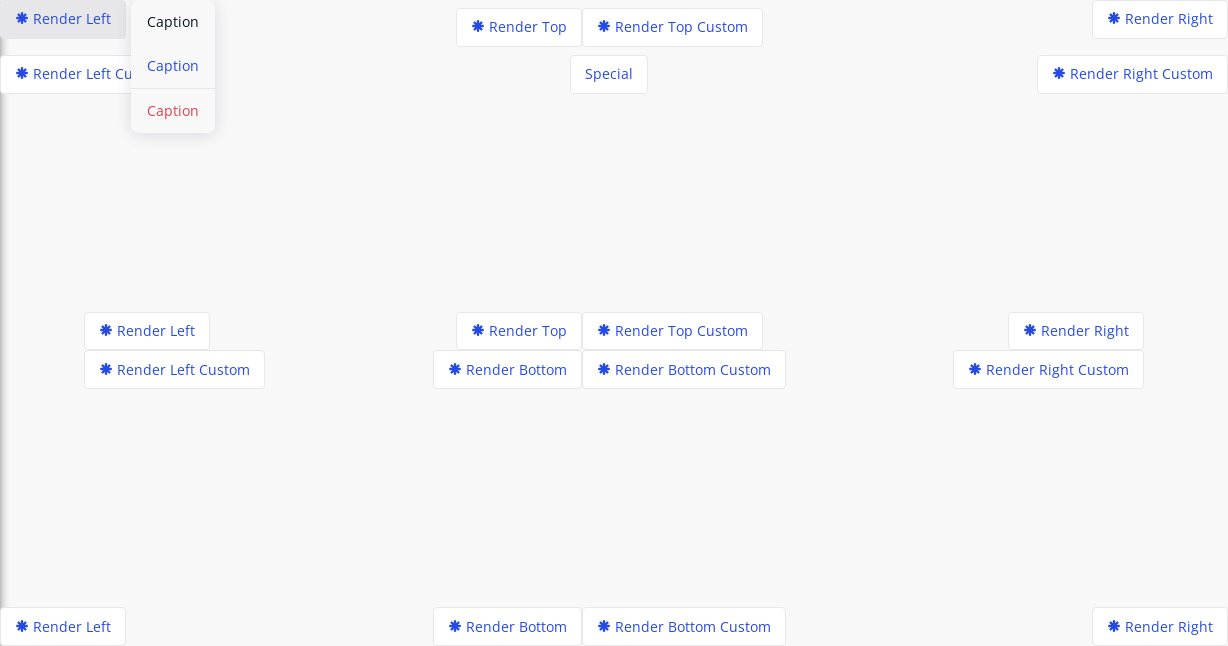 Render Left
Caption
Render Top
Render Top Custom
Render Right
Caption
Render Left Cu
Special
Render Right Custom
Caption
Render Left
Render Top
Render Top Custom
Render Right
Render Left Custom
Render Bottom
Render Bottom Custom
Render Right Custom
Render Left
Render Bottom
Render Bottom Custom
Render Right